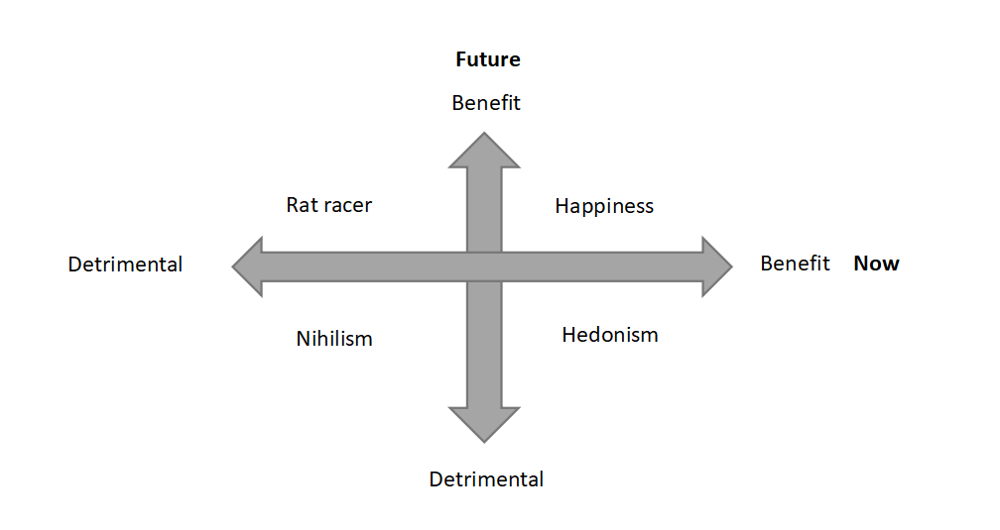 Future
Benefit
Rat racer
Happiness
Detrimental
Benefit Now
Nihilism
Hedonism
Detrimental